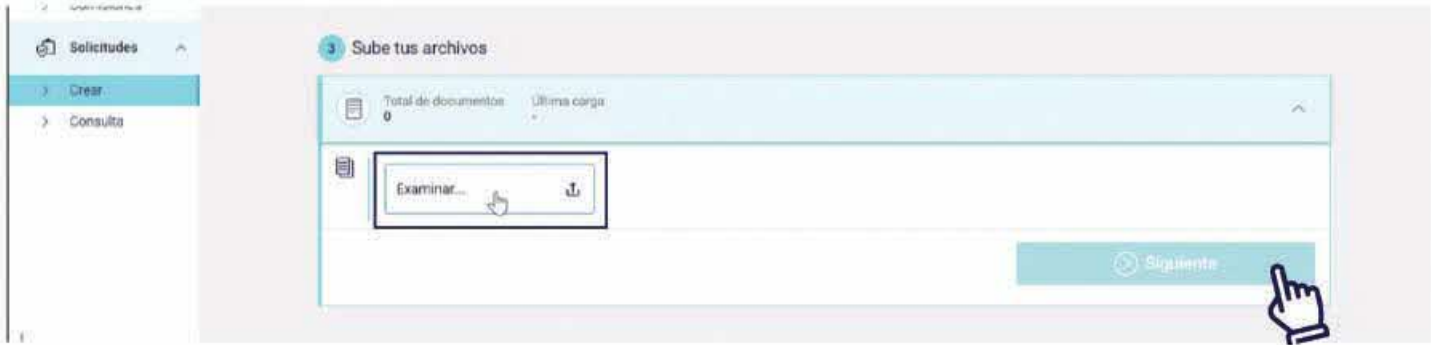 Solicitudes
Crear
Consulta
3 Sube tus archivos
Total de documentos Última carga
0 -
Examinar...
Siguiente